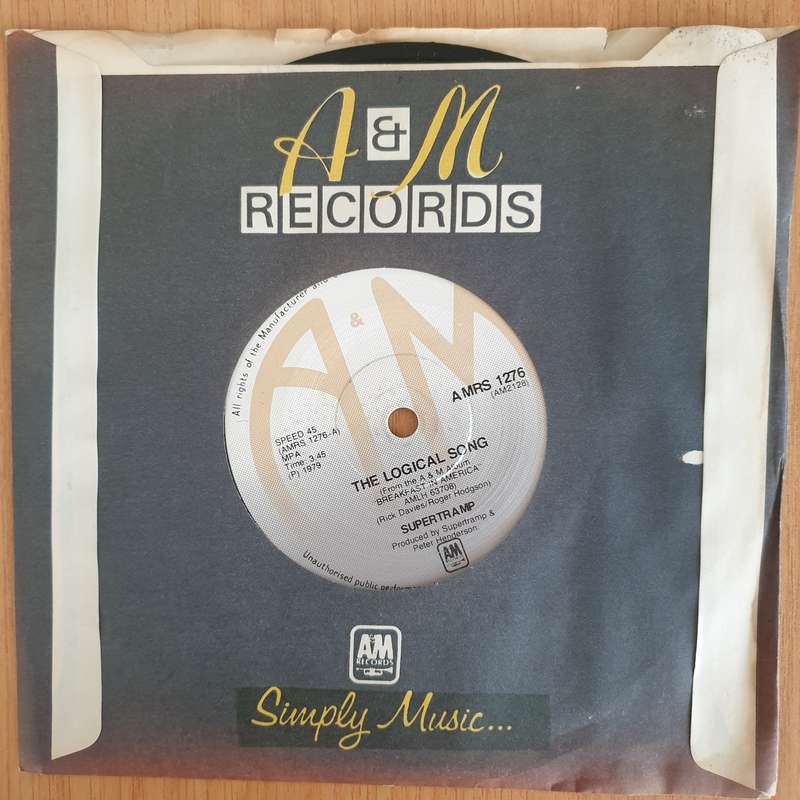 A & M
RECORDS
All rights of the Manufacturer and
A & M
AMRS 1276
(AM2128)
SPEED 45
(AMRS 1276-A)
MPA
Time: 3:45
(P) 1979
THE LOGICAL SONG
(From the A & M Album
"BREAKFAST IN AMERICA"
AMLH 63708)
(Rick Davies/Roger Hodgson)
SUPERTRAMP
Produced by Supertramp &
Peter Henderson.
AM
Unauthorised public
A&M
RECORDS
Simply Music...